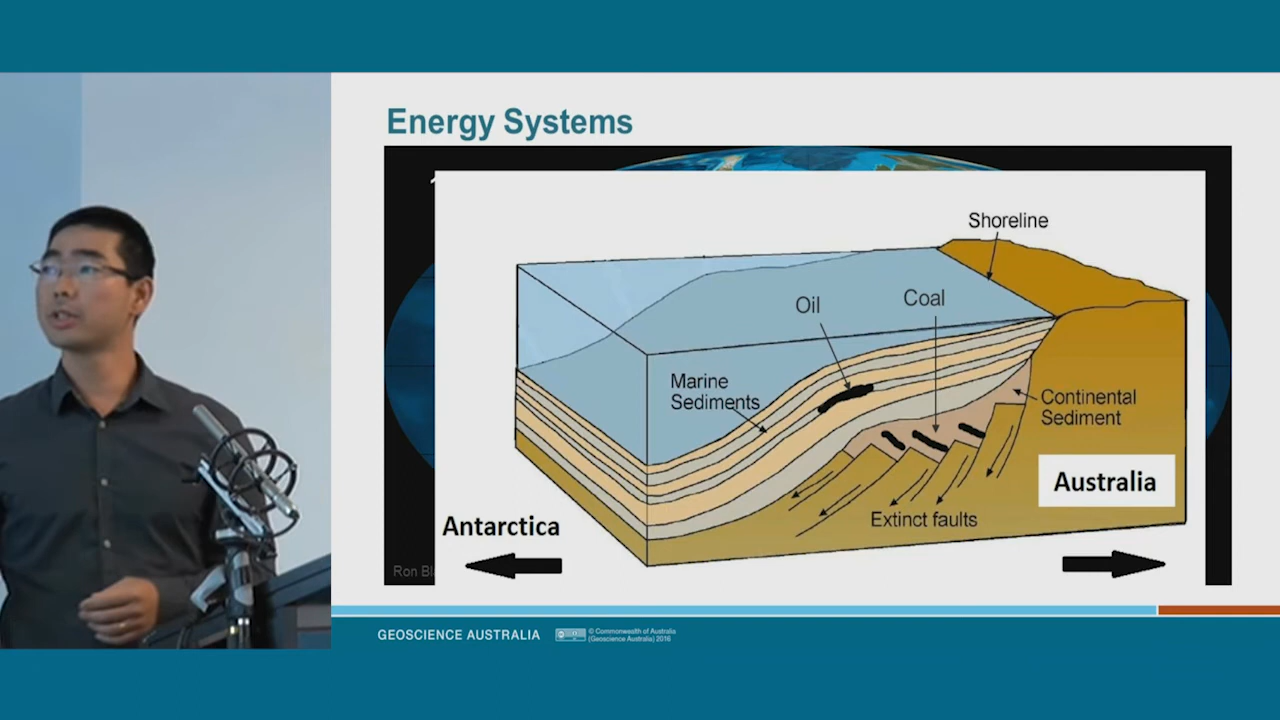 Energy Systems
Shoreline
Oil
Coal
Marine
Sediments
Continental
Sediment
Australia
Extinct faults
Antarctica
Ron Bl
GEOSCIENCE AUSTRALIA
© Commonwealth of Australia
(Geoscience Australia) 2016